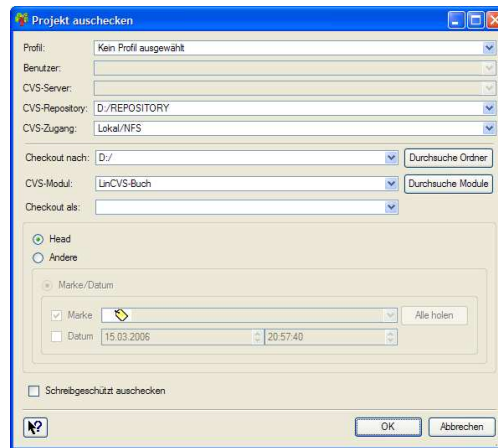 Projekt auschecken
Profil: Kein Profil ausgewählt
Benutzer:
CVS-Server:
CVS-Repository: D:/REPOSITORY
CVS-Zugang: Lokal/NFS
Checkout nach: D:/ Durchsuche Ordner
CVS-Modul: LinCVS-Buch Durchsuche Module
Checkout als:
Head
Andere
Marke/Datum
Marke Alle holen
Datum 15.03.2006 20:57:40
Schreibgeschützt auschecken
OK Abbrechen